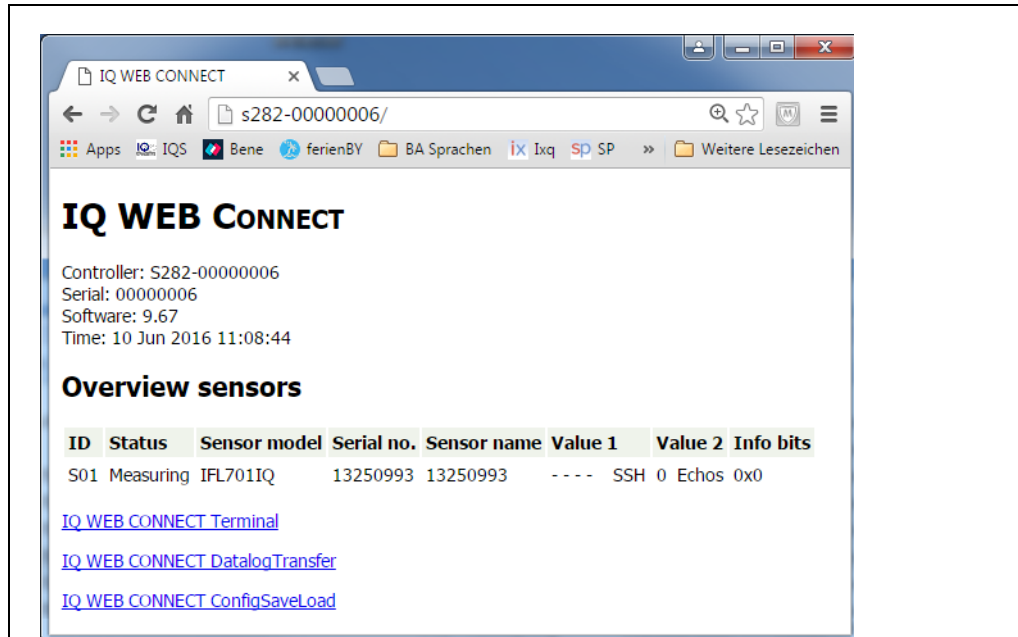 IQ WEB CONNECT
s282-00000006/
Apps IQS Bene ferienBY BA Sprachen Ixq SP » Weitere Lesezeichen
IQ WEB CONNECT
Controller: S282-00000006
Serial: 00000006
Software: 9.67
Time: 10 Jun 2016 11:08:44
Overview sensors
ID Status Sensor model Serial no. Sensor name Value 1 Value 2 Info bits
S01 Measuring IFL701IQ 13250993 13250993 - - - - SSH 0 Echos 0x0
IQ WEB CONNECT Terminal
IQ WEB CONNECT DatalogTransfer
IQ WEB CONNECT ConfigSaveLoad